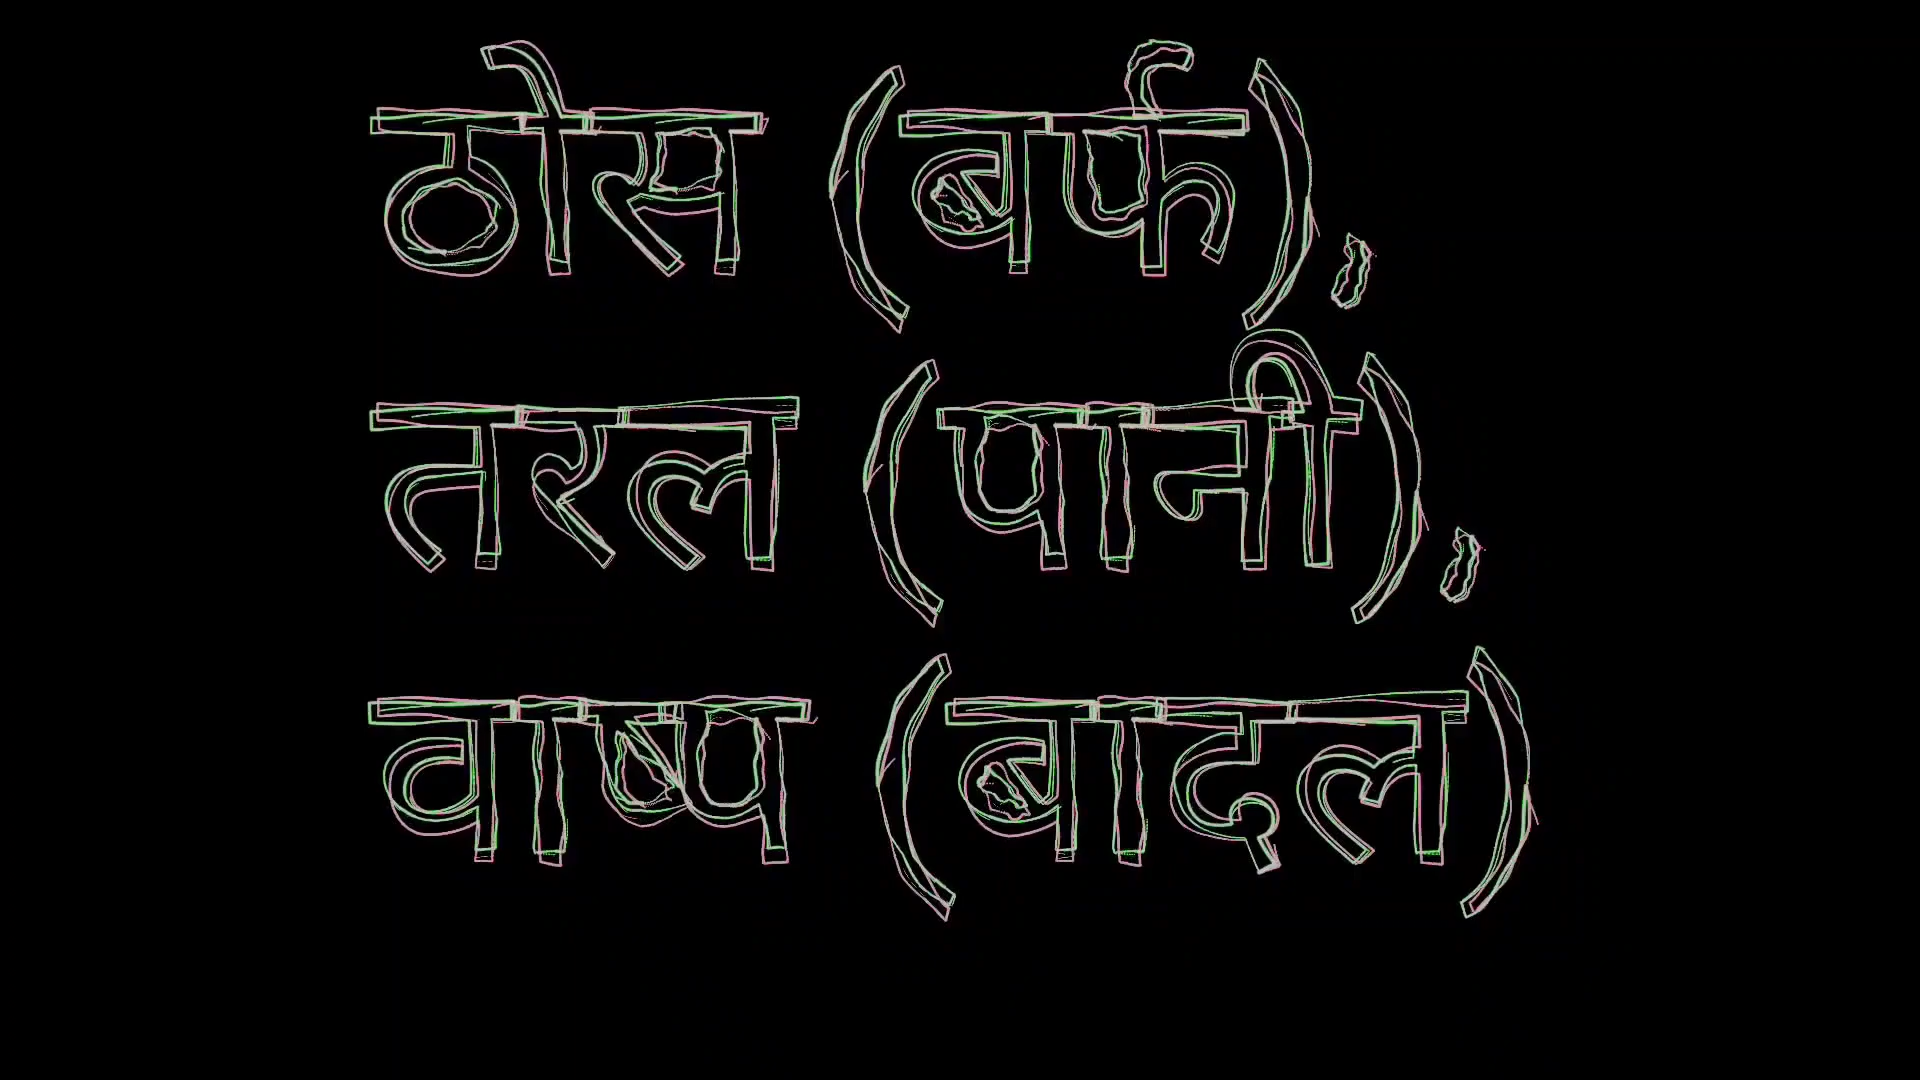 ठोस (बर्फ),
तरल (पानी),
वाष्प (बादल)